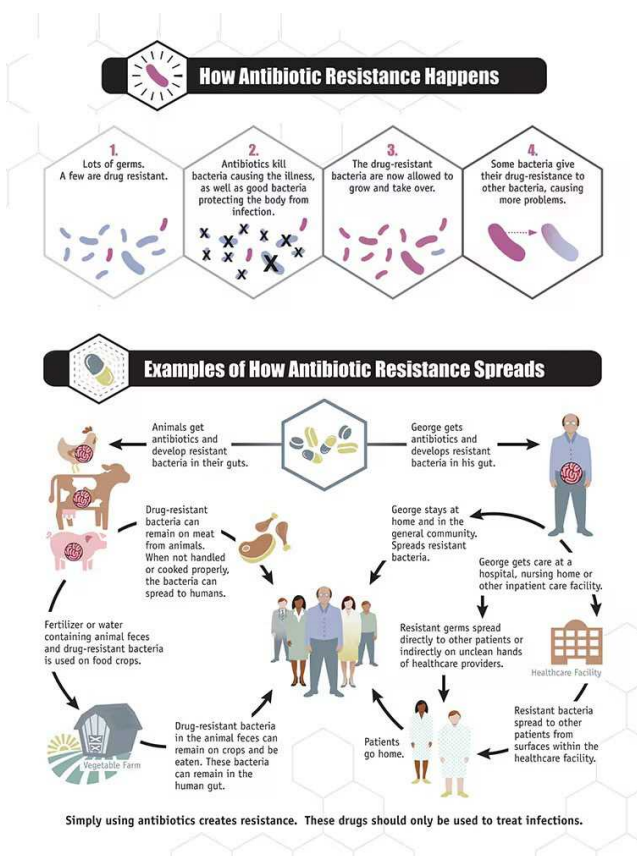 How Antibiotic Resistance Happens
1.
Lots of germs.
A few are drug resistant.
2.
Antibiotics kill
bacteria causing the illness,
as well as good bacteria
protecting the body from
infection.
3.
The drug-resistant
bacteria are now allowed to
grow and take over.
4.
Some bacteria give
their drug-resistance to
other bacteria, causing
more problems.
Examples of How Antibiotic Resistance Spreads
Animals get
antibiotics and
develop resistant
bacteria in their guts.
George gets
antibiotics and
develops resistant
bacteria in his gut.
Drug-resistant
bacteria can
remain on meat
from animals.
When not handled
or cooked properly,
the bacteria can
spread to humans.
George stays at
home and in the
general community.
Spreads resistant
bacteria.
George gets care at a
hospital, nursing home or
other inpatient care facility.
Fertilizer or water
containing animal feces
and drug-resistant bacteria
is used on food crops.
Resistant germs spread
directly to other patients or
indirectly on unclean hands
of healthcare providers.
Healthcare Facility
Vegetable Farm
Drug-resistant bacteria
in the animal feces can
remain on crops and be
eaten. These bacteria
can remain in the
human gut.
Patients
go home.
Resistant bacteria
spread to other
patients from
surfaces within the
healthcare facility.
Simply using antibiotics creates resistance. These drugs should only be used to treat infections.